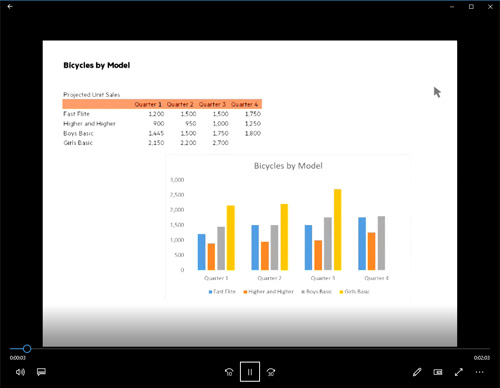 Bicycles by Model
Projected Unit Sales
Quarter 1 Quarter 2 Quarter 3 Quarter 4
Fast Elite 1,200 1,500 1,500 1,750
Higher and Higher 900 950 1,000 1,250
Boys Basic 1,445 1,500 1,750 1,800
Girls Basic 2,150 2,200 2,700
Bicycles by Model
3,000
2,500
2,000
1,500
1,000
500
0
Quarter 1 Quarter 2 Quarter 3 Quarter 4
Fast Elite Higher and Higher Boys Basic Girls Basic
0:00:03 0:02:03
10 30